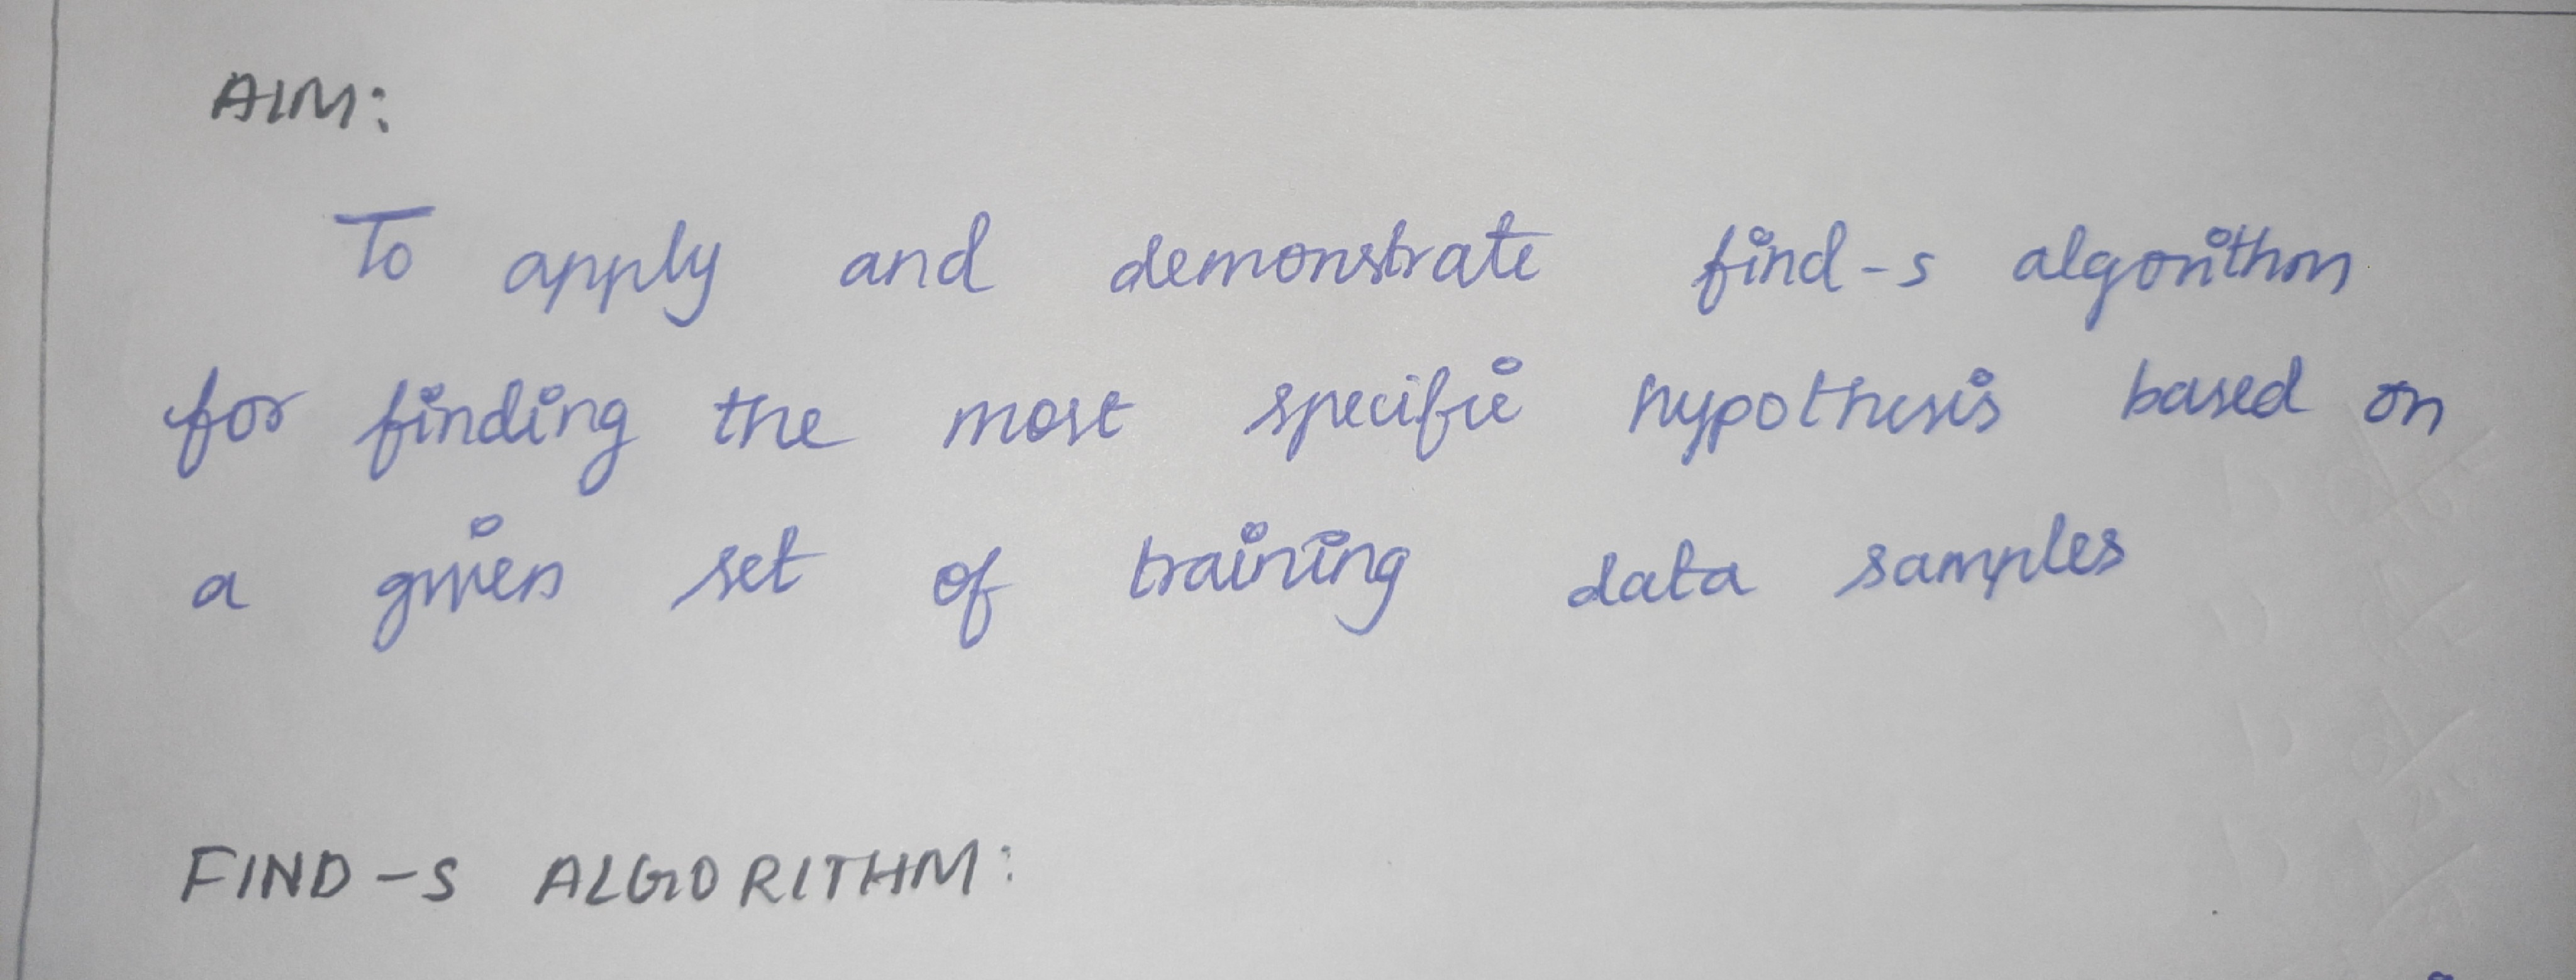 AIM:
To apply and demonstrate find-s algorithm
for finding the most specific hypothesis based on
a given set of training data samples
FIND-S ALGORITHM: